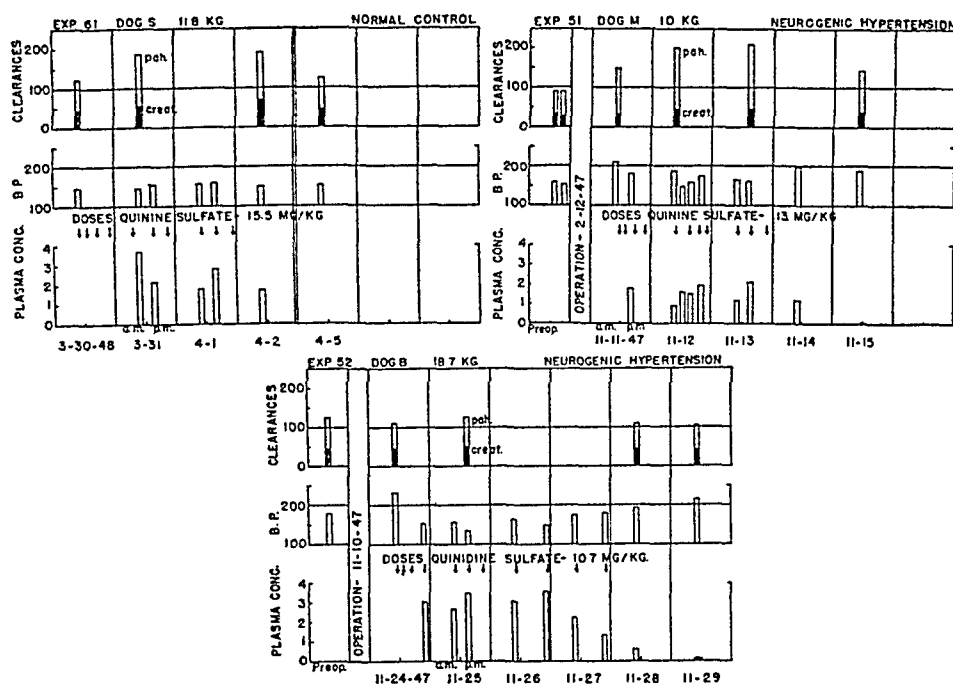 EXP. 61 DOG S 11.8 KG NORMAL CONTROL
CLEARANCES
200
100
0
pah.
creat.
B P.
200
100
DOSES QUININE SULFATE- 15.5 MG/KG
PLASMA CONC.
4
3
2
1
0
a.m. p.m.
3-30-48 3-31 4-1 4-2 4-5
EXP. 51 DOG M 10 KG NEUROGENIC HYPERTENSION
CLEARANCES
200
100
0
pah.
creat.
B P.
200
100
OPERATION- 2-12-47
DOSES QUININE SULFATE- 13 MG/KG
PLASMA CONC.
4
3
2
1
0
Preop. a.m. p.m.
11-11-47 11-12 11-13 11-14 11-15
EXP 52 DOG B 18.7 KG NEUROGENIC HYPERTENSION
CLEARANCES
200
100
0
pah.
creat.
B.P.
200
100
OPERATION- 11-10-47
DOSES QUINIDINE SULFATE- 10.7 MG/KG.
PLASMA CONC.
4
3
2
1
0
Preop. a.m. p.m.
11-24-47 11-25 11-26 11-27 11-28 11-29